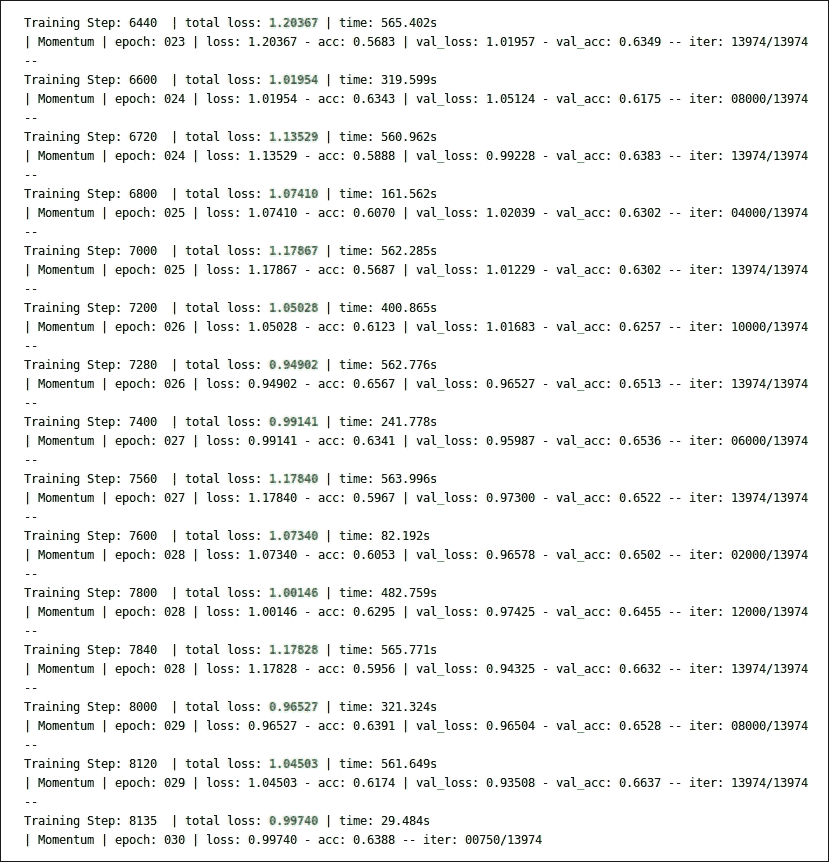 Training Step: 6440  | total loss: 1.20367 | time: 565.402s
| Momentum | epoch: 023 | loss: 1.20367 - acc: 0.5683 | val_loss: 1.01957 - val_acc: 0.6349 -- iter: 13974/13974
--
Training Step: 6600  | total loss: 1.01954 | time: 319.599s
| Momentum | epoch: 024 | loss: 1.01954 - acc: 0.6343 | val_loss: 1.05124 - val_acc: 0.6175 -- iter: 08000/13974
--
Training Step: 6720  | total loss: 1.13529 | time: 560.962s
| Momentum | epoch: 024 | loss: 1.13529 - acc: 0.5888 | val_loss: 0.99228 - val_acc: 0.6383 -- iter: 13974/13974
--
Training Step: 6800  | total loss: 1.07410 | time: 161.562s
| Momentum | epoch: 025 | loss: 1.07410 - acc: 0.6070 | val_loss: 1.02039 - val_acc: 0.6302 -- iter: 04000/13974
--
Training Step: 7000  | total loss: 1.17867 | time: 562.285s
| Momentum | epoch: 025 | loss: 1.17867 - acc: 0.5687 | val_loss: 1.01229 - val_acc: 0.6302 -- iter: 13974/13974
--
Training Step: 7200  | total loss: 1.05028 | time: 400.865s
| Momentum | epoch: 026 | loss: 1.05028 - acc: 0.6123 | val_loss: 1.01683 - val_acc: 0.6257 -- iter: 10000/13974
--
Training Step: 7280  | total loss: 0.94902 | time: 562.776s
| Momentum | epoch: 026 | loss: 0.94902 - acc: 0.6567 | val_loss: 0.96527 - val_acc: 0.6513 -- iter: 13974/13974
--
Training Step: 7400  | total loss: 0.99141 | time: 241.778s
| Momentum | epoch: 027 | loss: 0.99141 - acc: 0.6341 | val_loss: 0.95987 - val_acc: 0.6536 -- iter: 06000/13974
--
Training Step: 7560  | total loss: 1.17840 | time: 563.996s
| Momentum | epoch: 027 | loss: 1.17840 - acc: 0.5967 | val_loss: 0.97300 - val_acc: 0.6522 -- iter: 13974/13974
--
Training Step: 7600  | total loss: 1.07340 | time: 82.192s
| Momentum | epoch: 028 | loss: 1.07340 - acc: 0.6053 | val_loss: 0.96578 - val_acc: 0.6502 -- iter: 02000/13974
--
Training Step: 7800  | total loss: 1.00146 | time: 482.759s
| Momentum | epoch: 028 | loss: 1.00146 - acc: 0.6295 | val_loss: 0.97425 - val_acc: 0.6455 -- iter: 12000/13974
--
Training Step: 7840  | total loss: 1.17828 | time: 565.771s
| Momentum | epoch: 028 | loss: 1.17828 - acc: 0.5956 | val_loss: 0.94325 - val_acc: 0.6632 -- iter: 13974/13974
--
Training Step: 8000  | total loss: 0.96527 | time: 321.324s
| Momentum | epoch: 029 | loss: 0.96527 - acc: 0.6391 | val_loss: 0.96504 - val_acc: 0.6528 -- iter: 08000/13974
--
Training Step: 8120  | total loss: 1.04503 | time: 561.649s
| Momentum | epoch: 029 | loss: 1.04503 - acc: 0.6174 | val_loss: 0.93508 - val_acc: 0.6637 -- iter: 13974/13974
--
Training Step: 8135  | total loss: 0.99740 | time: 29.484s
| Momentum | epoch: 030 | loss: 0.99740 - acc: 0.6388 -- iter: 00750/13974